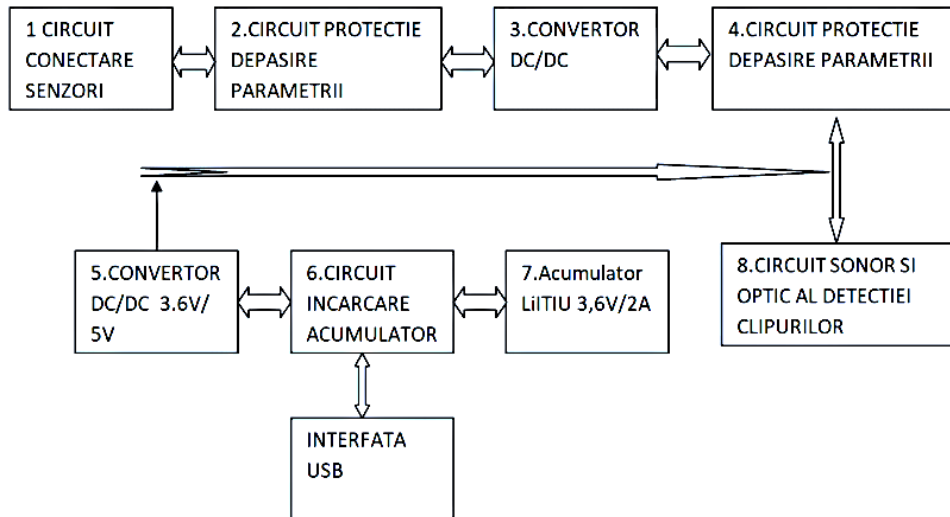 1 CIRCUIT
CONECTARE
SENZORI
2.CIRCUIT PROTECTIE
DEPASIRE
PARAMETRII
3.CONVERTOR
DC/DC
4.CIRCUIT PROTECTIE
DEPASIRE PARAMETRII
5.CONVERTOR
DC/DC 3.6V/
5V
6.CIRCUIT
INCARCARE
ACUMULATOR
7.Acumulator
LiITIU 3,6V/2A
8.CIRCUIT SONOR SI
OPTIC AL DETECTIEI
CLIPURILOR
INTERFATA
USB